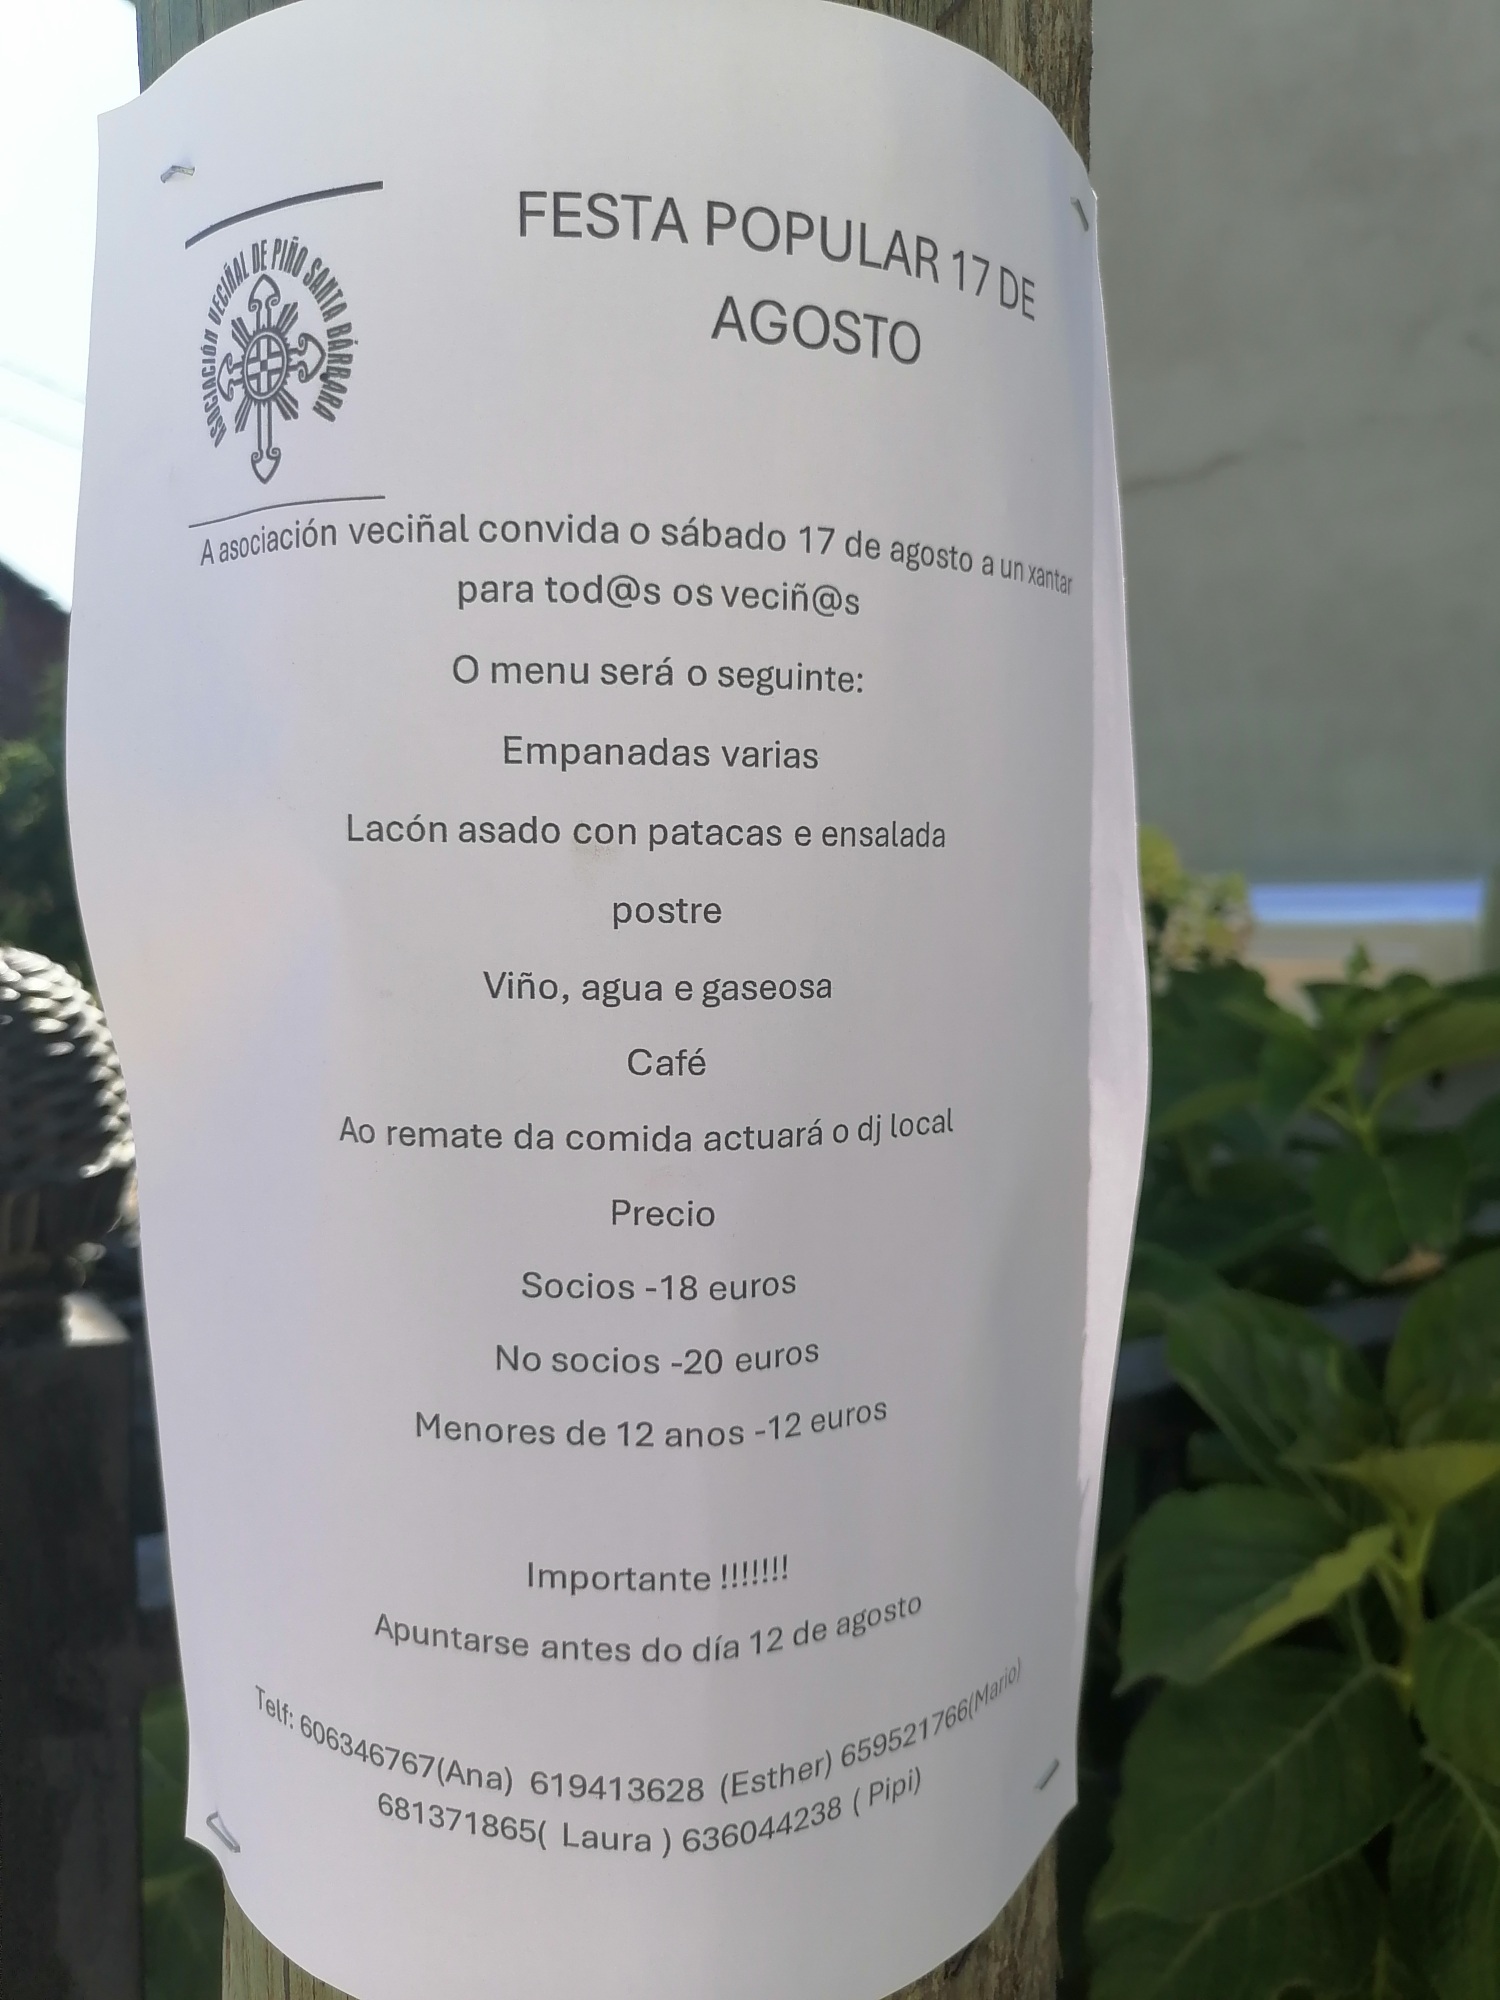 ASOCIACIÓN VECIÑAL DE PIÑO SANTA BÁRBARA
FESTA POPULAR 17 DE
AGOSTO
A asociación veciñal convida o sábado 17 de agosto a un xantar
para tod@s os veciñ@s
O menu será o seguinte:
Empanadas varias
Lacón asado con patacas e ensalada
postre
Viño, agua e gaseosa
Café
Ao remate da comida actuará o dj local
Precio
Socios -18 euros
No socios -20 euros
Menores de 12 anos -12 euros
Importante !!!!!!!
Apuntarse antes do día 12 de agosto
Telf: 606346767(Ana) 619413628 (Esther) 659521766(Mario)
681371865( Laura ) 636044238 ( Pipi)